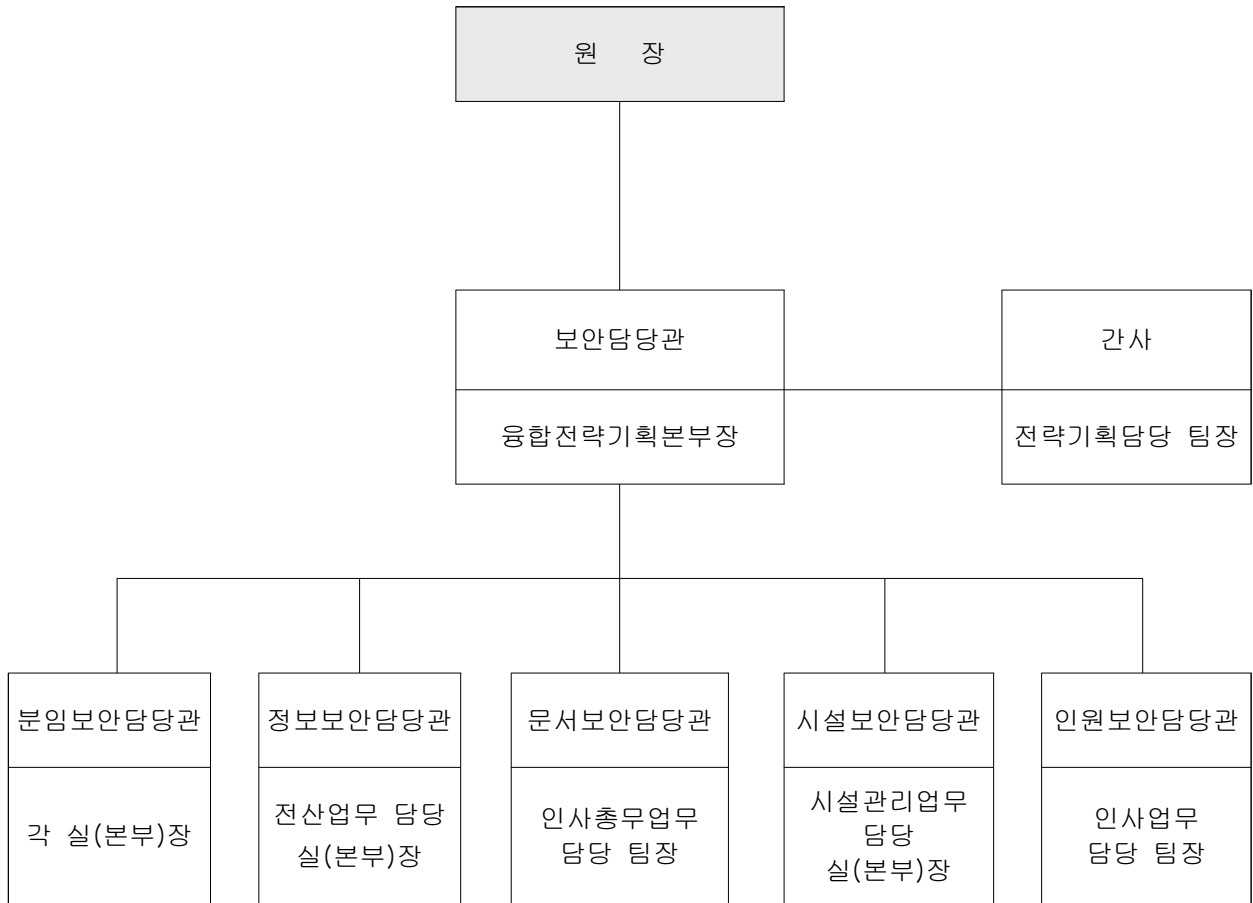 원 장
보안담당관
간사
융합전략기획본부장
전략기획담당 팀장
분임보안담당관
정보보안담당관
문서보안담당관
시설보안담당관
인원보안담당관
각 실(본부)장
전산업무 담당
실(본부)장
인사총무업무
담당 팀장
시설관리업무
담당
실(본부)장
인사업무
담당 팀장